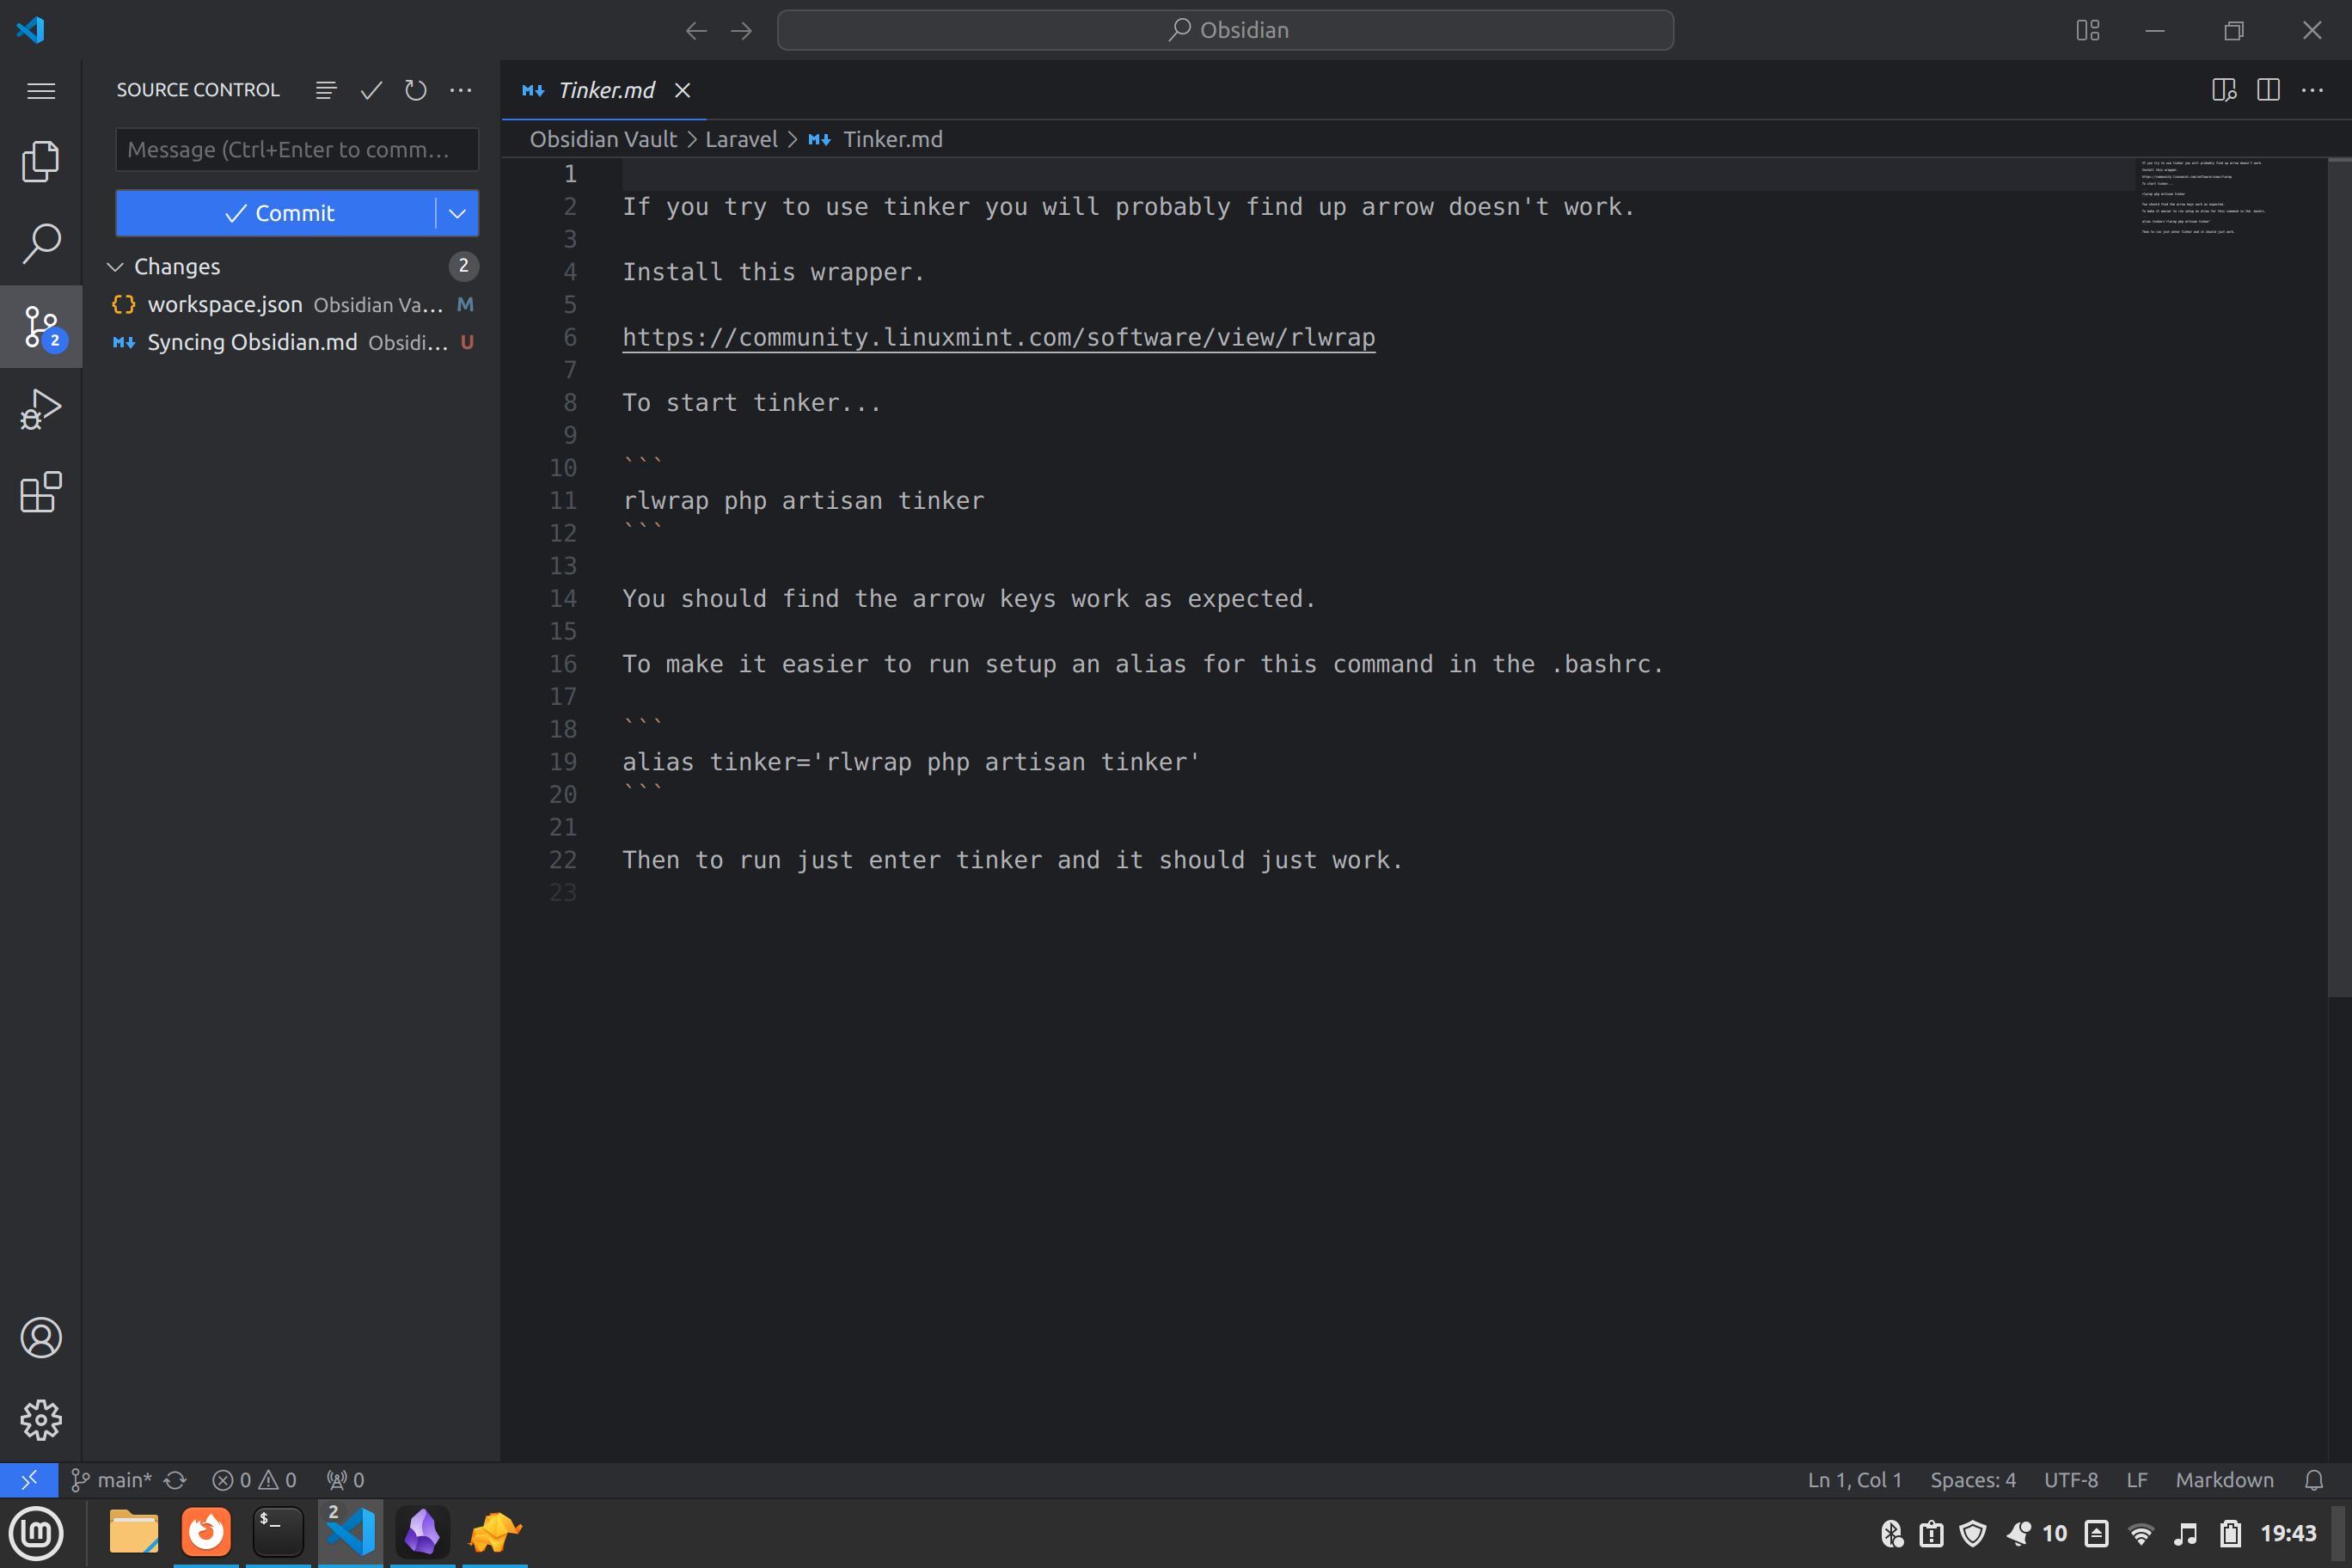 Obsidian
SOURCE CONTROL
Message (Ctrl+Enter to comm…
Commit
Changes 2
workspace.json Obsidian Va… M
Syncing Obsidian.md Obsidi… U
2
Tinker.md
Obsidian Vault > Laravel > Tinker.md
1
2 If you try to use tinker you will probably find up arrow doesn't work.
3
4 Install this wrapper.
5
6 https://community.linuxmint.com/software/view/rlwrap
7
8 To start tinker...
9
10 ```
11 rlwrap php artisan tinker
12 ```
13
14 You should find the arrow keys work as expected.
15
16 To make it easier to run setup an alias for this command in the .bashrc.
17
18 ```
19 alias tinker='rlwrap php artisan tinker'
20 ```
21
22 Then to run just enter tinker and it should just work.
23
main* 0 0 0
Ln 1, Col 1 Spaces: 4 UTF-8 LF Markdown
$_ 2 10 19:43